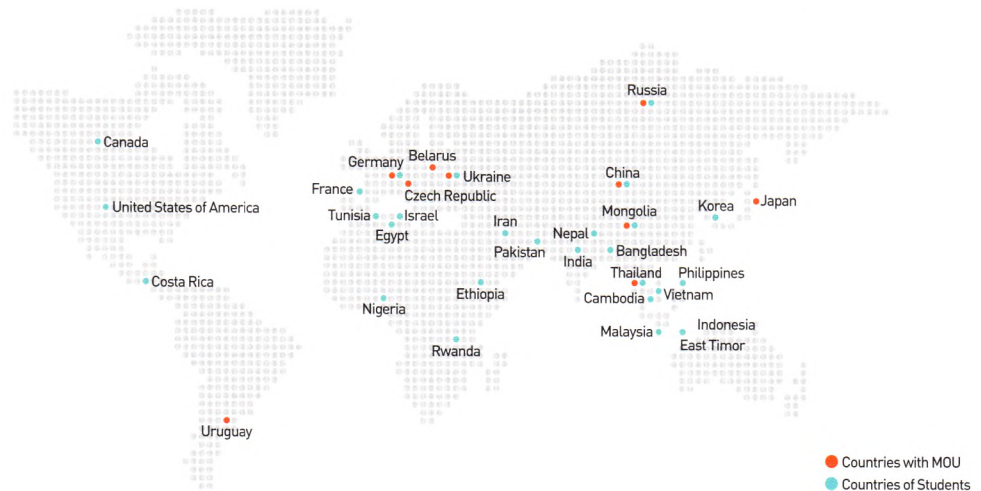 Russia
Canada
Belarus
Germany
Ukraine
China
France
Czech Republic
United States of America
Japan
Korea
Mongolia
Tunisia
Israel
Iran
Egypt
Nepal
Pakistan
Bangladesh
India
Thailand
Philippines
Costa Rica
Ethiopia
Vietnam
Cambodia
Nigeria
Indonesia
Malaysia
East Timor
Rwanda
Uruguay
Countries with MOU
Countries of Students